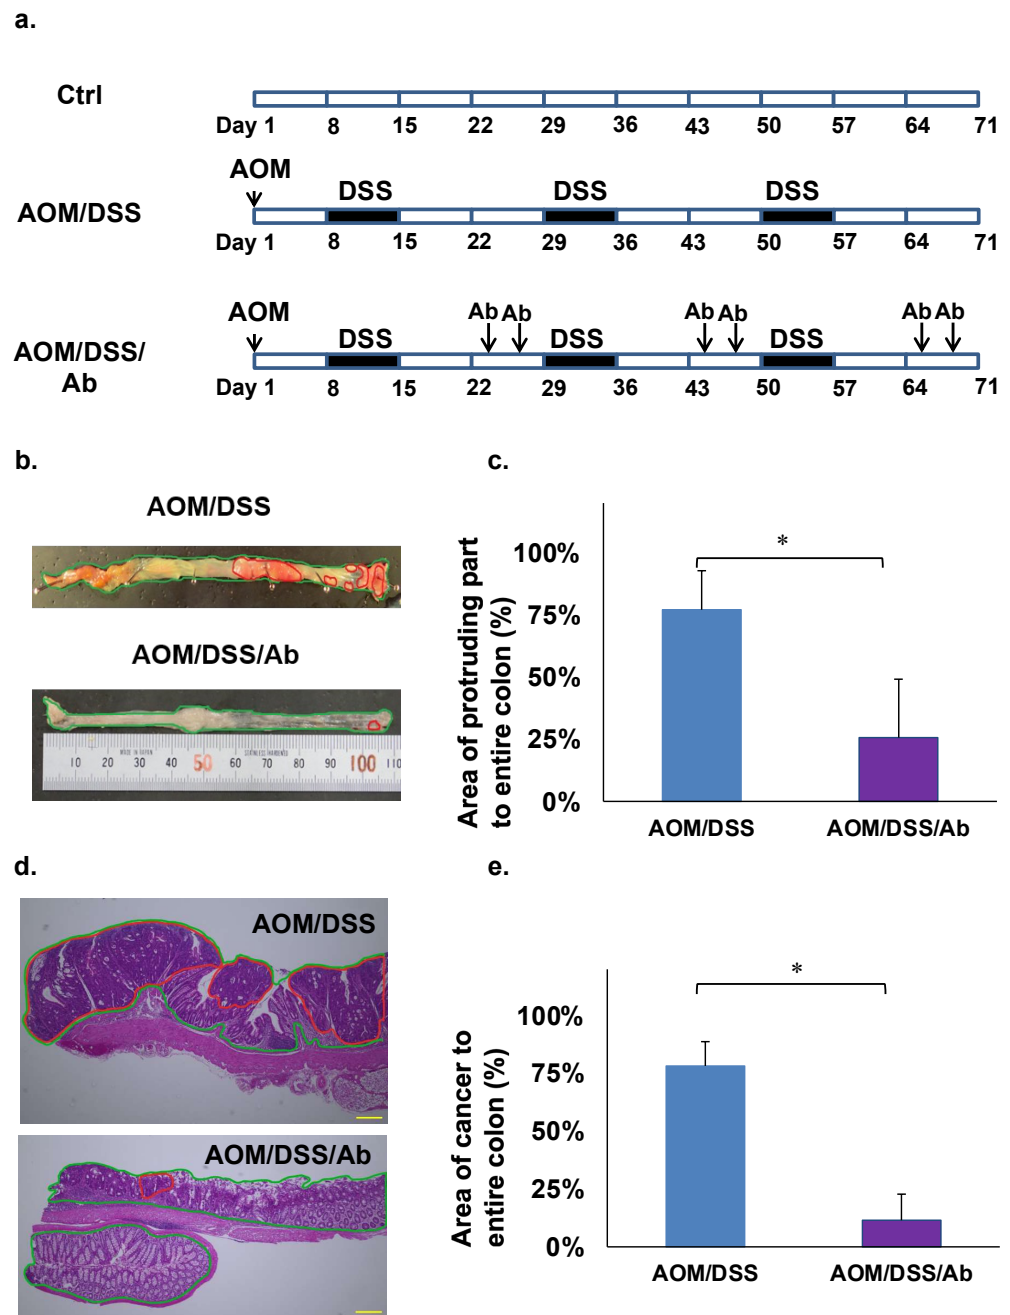 a.
Ctrl
Day 1 8 15 22 29 36 43 50 57 64 71
AOM
DSS DSS DSS
AOM/DSS
Day 1 8 15 22 29 36 43 50 57 64 71
AOM
Ab Ab Ab Ab Ab Ab
DSS DSS DSS
AOM/DSS/
Ab
Day 1 8 15 22 29 36 43 50 57 64 71
b.
AOM/DSS
AOM/DSS/Ab
MADE IN JAPAN
10 20 30 40 50 60 70 80 90 100 110
c.
Area of protruding part
to entire colon (%)
100%
75%
50%
25%
0%
*
AOM/DSS AOM/DSS/Ab
d.
AOM/DSS
AOM/DSS/Ab
e.
Area of cancer to
entire colon (%)
100%
75%
50%
25%
0%
*
AOM/DSS AOM/DSS/Ab